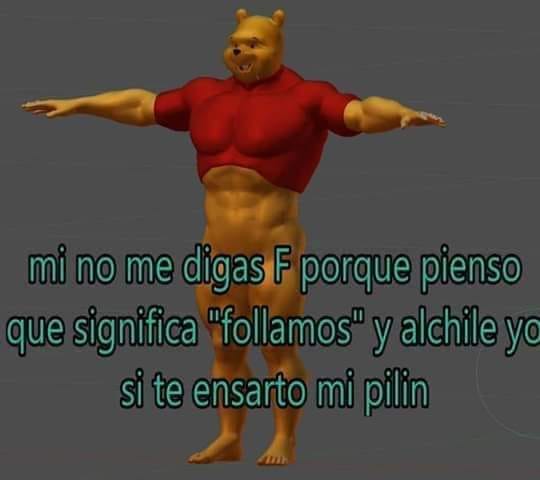 mi no me digas F porque pienso
que significa "follamos" y alchile yo
si te ensarto mi pilin